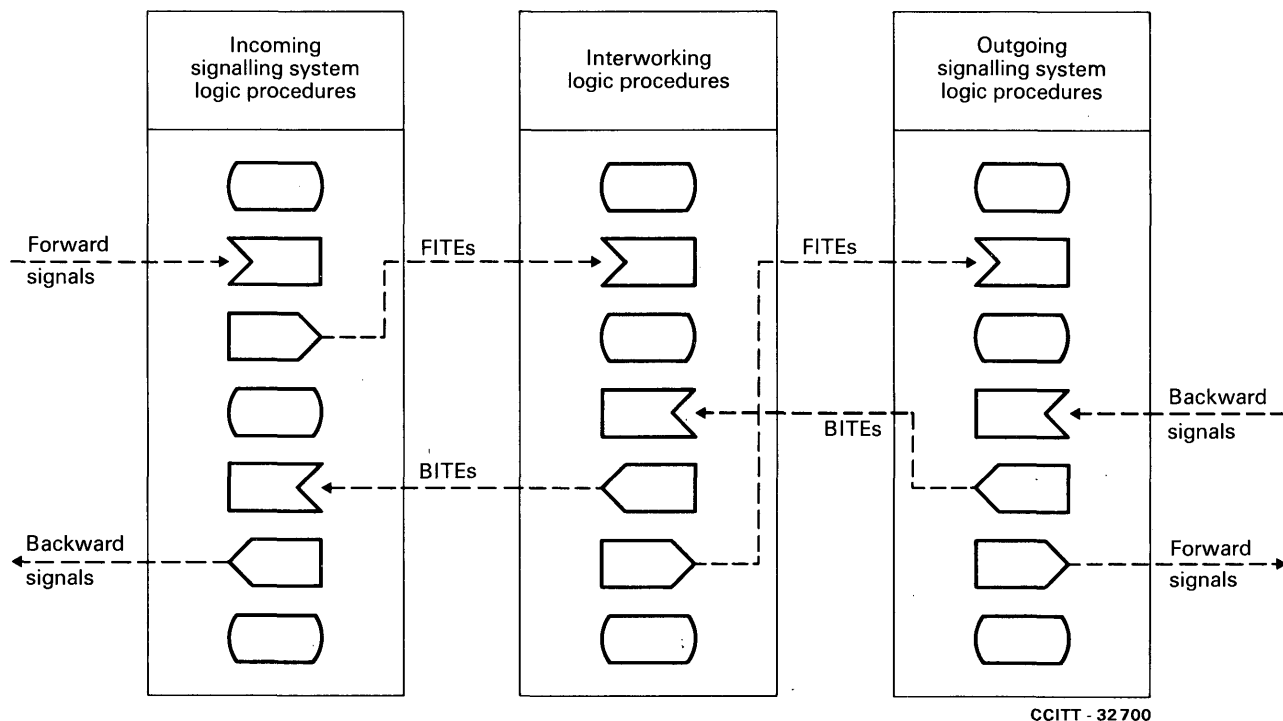 Incoming
signalling system
logic procedures
Interworking
logic procedures
Outgoing
signalling system
logic procedures
Forward
signals
FITEs
FITEs
Backward
signals
BITEs
BITEs
Backward
signals
Forward
signals
CCITT - 32700